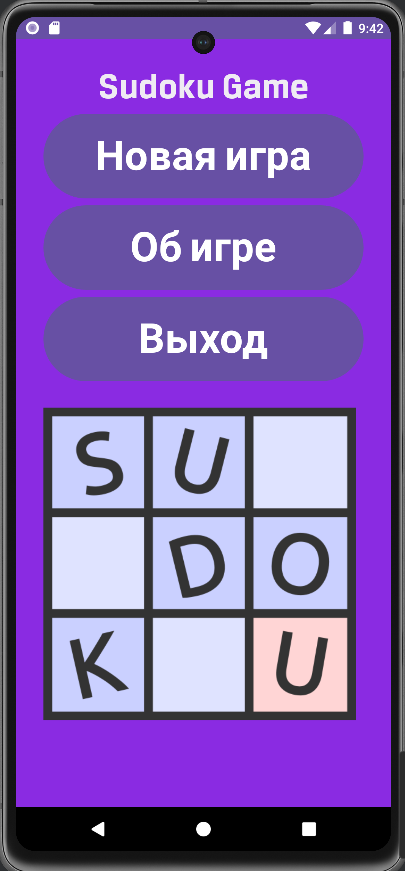 9:42
Sudoku Game
Новая игра
Об игре
Выход
S U
D O
K U